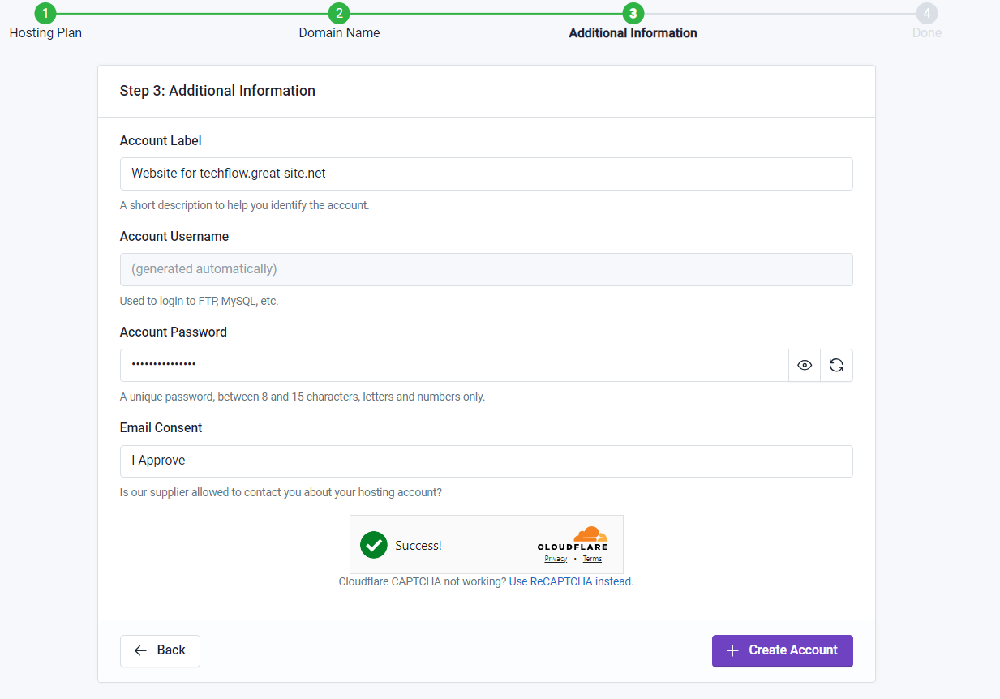 1 2 3 4
Hosting Plan Domain Name Additional Information Done
Step 3: Additional Information
Account Label
Website for techflow.great-site.net
A short description to help you identify the account.
Account Username
(generated automatically)
Used to login to FTP, MySQL, etc.
Account Password
•••••••••••••••
A unique password, between 8 and 15 characters, letters and numbers only.
Email Consent
I Approve
Is our supplier allowed to contact you about your hosting account?
Success!
CLOUDFLARE
Privacy • Terms
Cloudflare CAPTCHA not working? Use ReCAPTCHA instead.
Back
Create Account